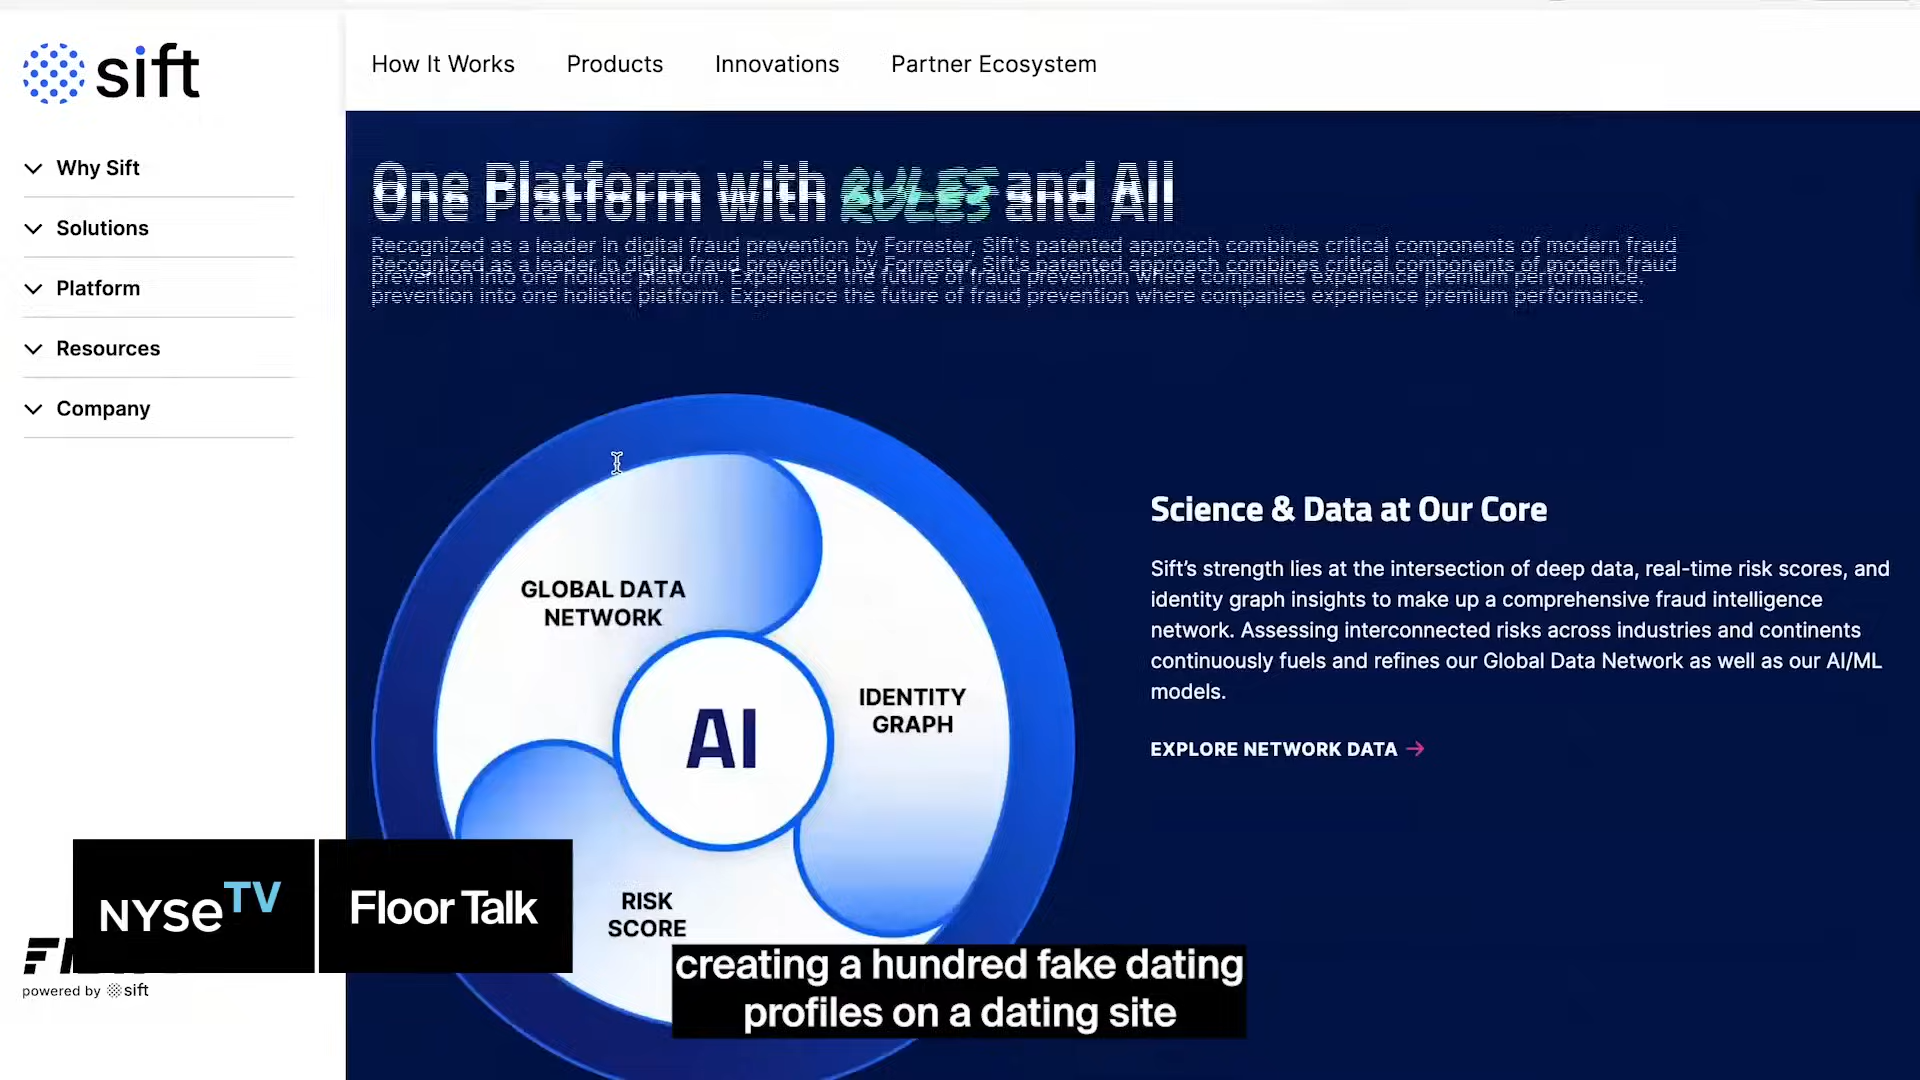 sift
How It Works
Products
Innovations
Partner Ecosystem
Why Sift
Solutions
Platform
Resources
Company
One Platform with RULES and All
Recognized as a leader in digital fraud prevention by Forrester, Sift's patented approach combines critical components of modern fraud
prevention into one holistic platform. Experience the future of fraud prevention where companies experience premium performance.
GLOBAL DATA
NETWORK
IDENTITY
GRAPH
AI
RISK
SCORE
Science & Data at Our Core
Sift’s strength lies at the intersection of deep data, real-time risk scores, and
identity graph insights to make up a comprehensive fraud intelligence
network. Assessing interconnected risks across industries and continents
continuously fuels and refines our Global Data Network as well as our AI/ML
models.
EXPLORE NETWORK DATA
NYSE TV
Floor Talk
powered by sift
creating a hundred fake dating
profiles on a dating site